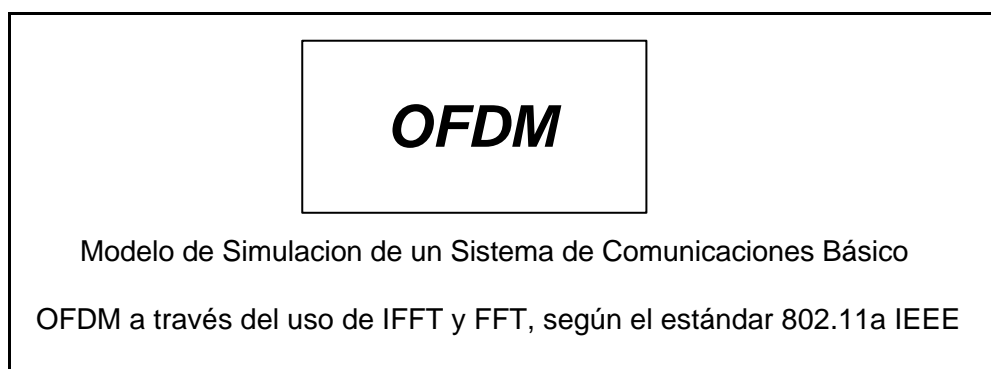 OFDM
Modelo de Simulacion de un Sistema de Comunicaciones Básico
OFDM a través del uso de IFFT y FFT, según el estándar 802.11a IEEE